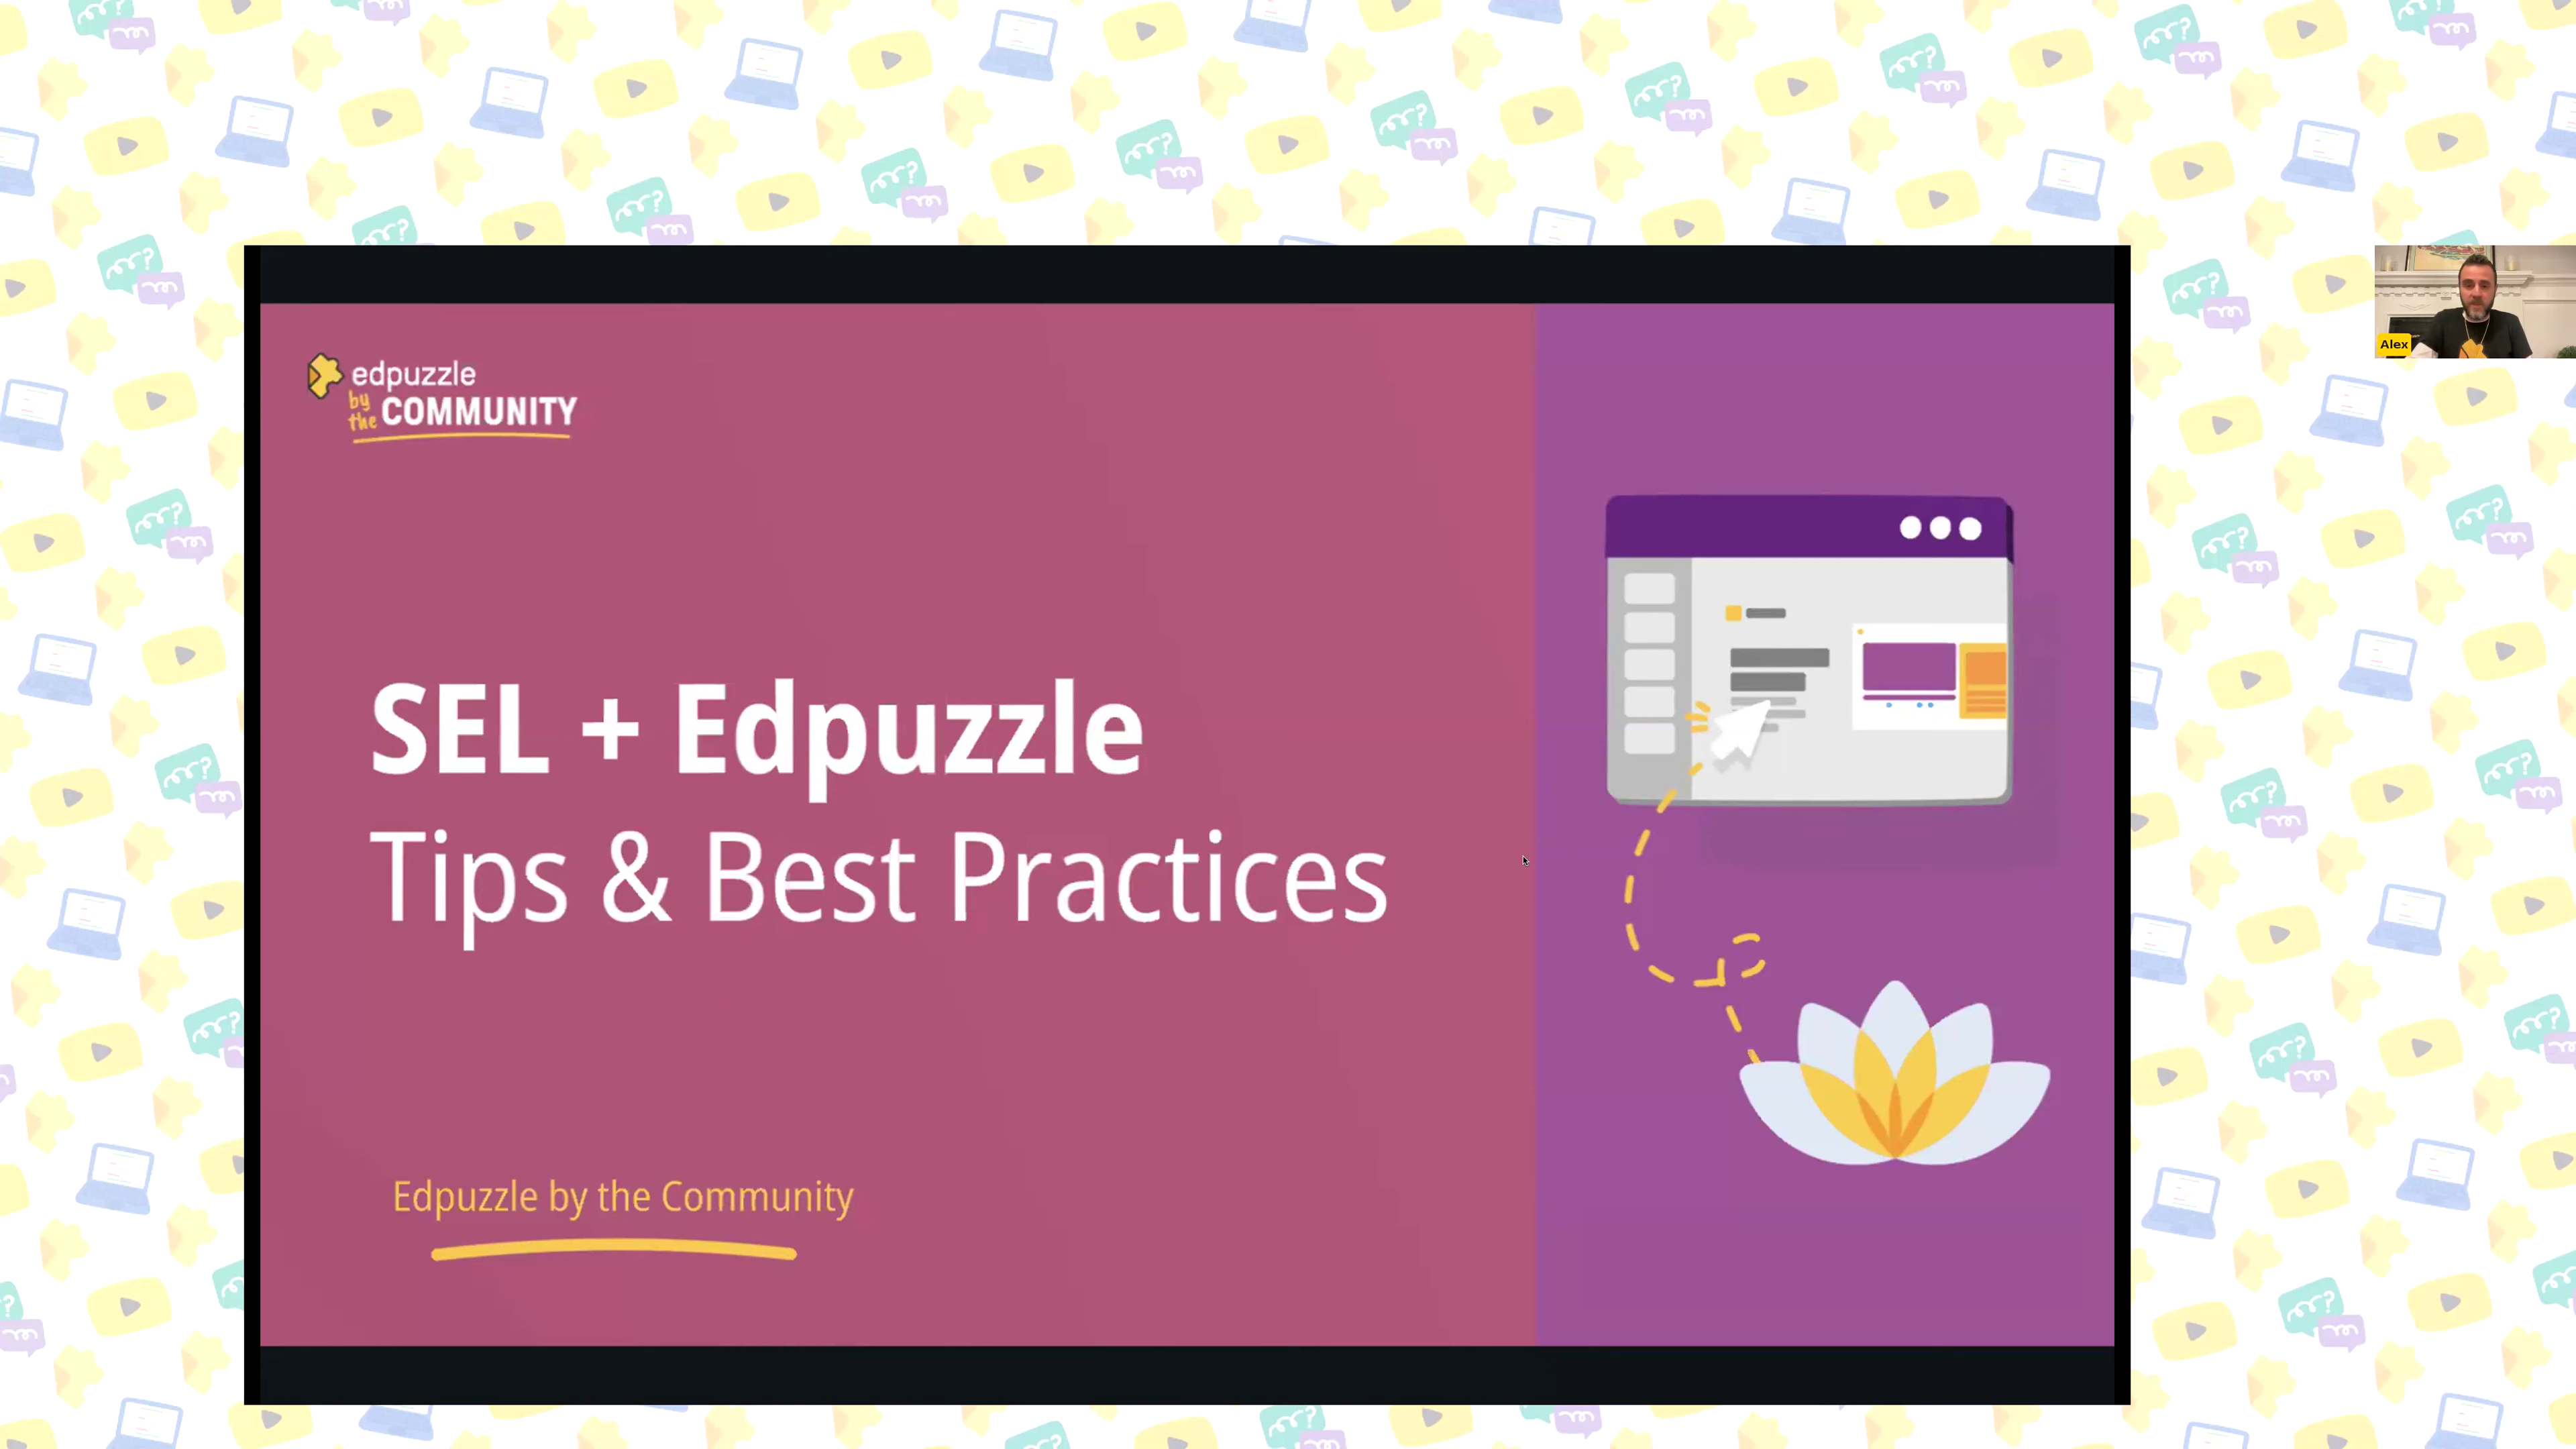 edpuzzle
by the COMMUNITY
SEL + Edpuzzle
Tips & Best Practices
Edpuzzle by the Community
Alex